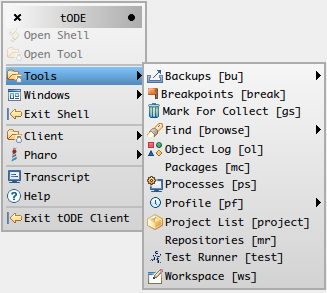 tODE
Open Shell
Open Tool
Tools
Windows
Exit Shell
Client
Pharo
Transcript
Help
Exit tODE Client
Backups [bu]
Breakpoints [break]
Mark For Collect [gs]
Find [browse]
Object Log [ol]
Packages [mc]
Processes [ps]
Profile [pf]
Project List [project]
Repositories [mr]
Test Runner [test]
Workspace [ws]